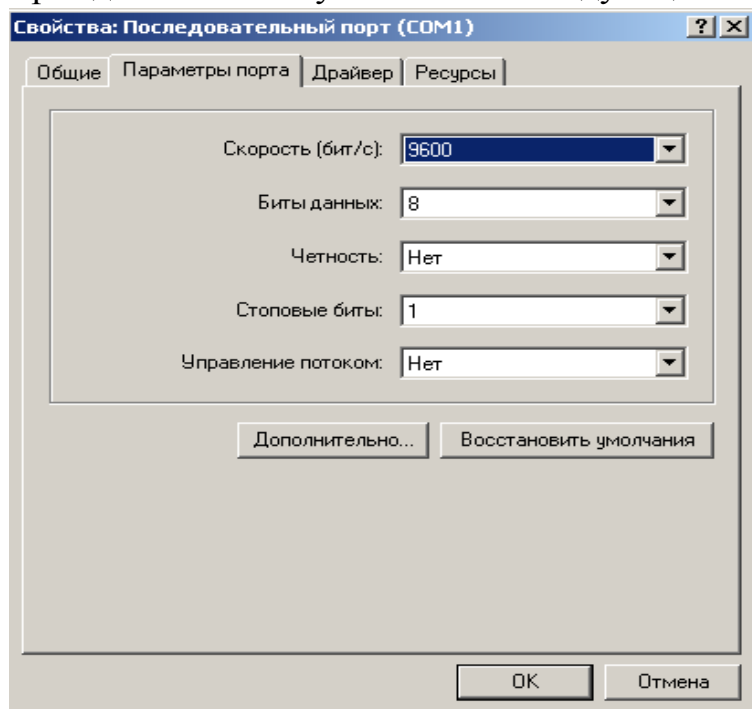 Свойства: Последовательный порт (COM1) ? ×
Общие Параметры порта Драйвер Ресурсы
Скорость (бит/с): 9600
Биты данных: 8
Четность: Нет
Стоповые биты: 1
Управление потоком: Нет
Дополнительно... Восстановить умолчания
OK Отмена